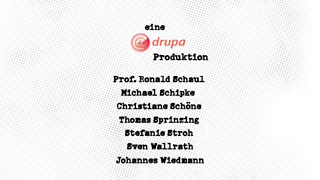 eine
drupa
Produktion
Prof. Ronald Schaul
Michael Schipke
Christiane Schöne
Thomas Sprinzing
Stefanie Stroh
Sven Wallrath
Johannes Wiedmann